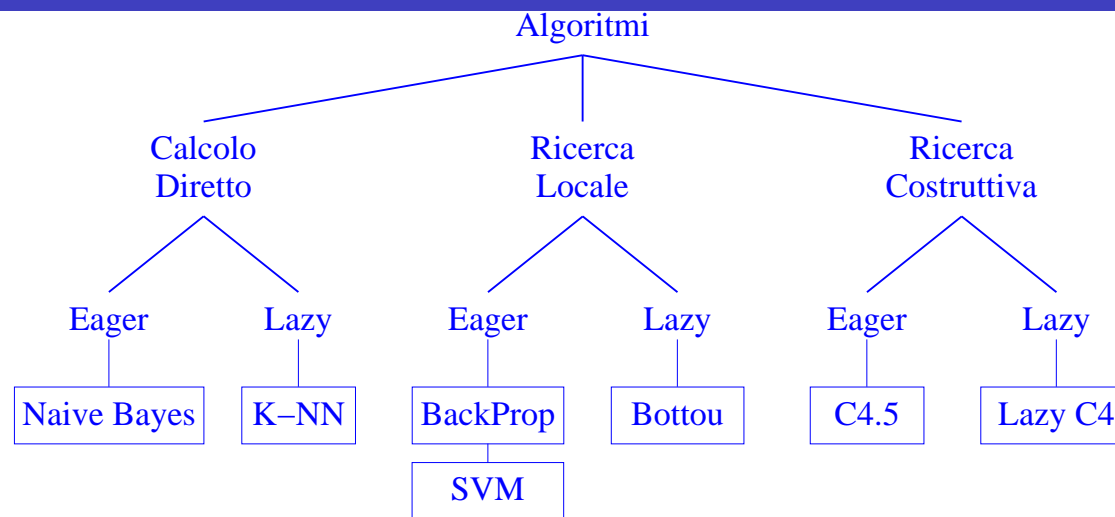 Algoritmi
Calcolo
Diretto
Ricerca
Locale
Ricerca
Costruttiva
Eager
Lazy
Eager
Lazy
Eager
Lazy
Naive Bayes
K−NN
BackProp
Bottou
C4.5
Lazy C4
SVM